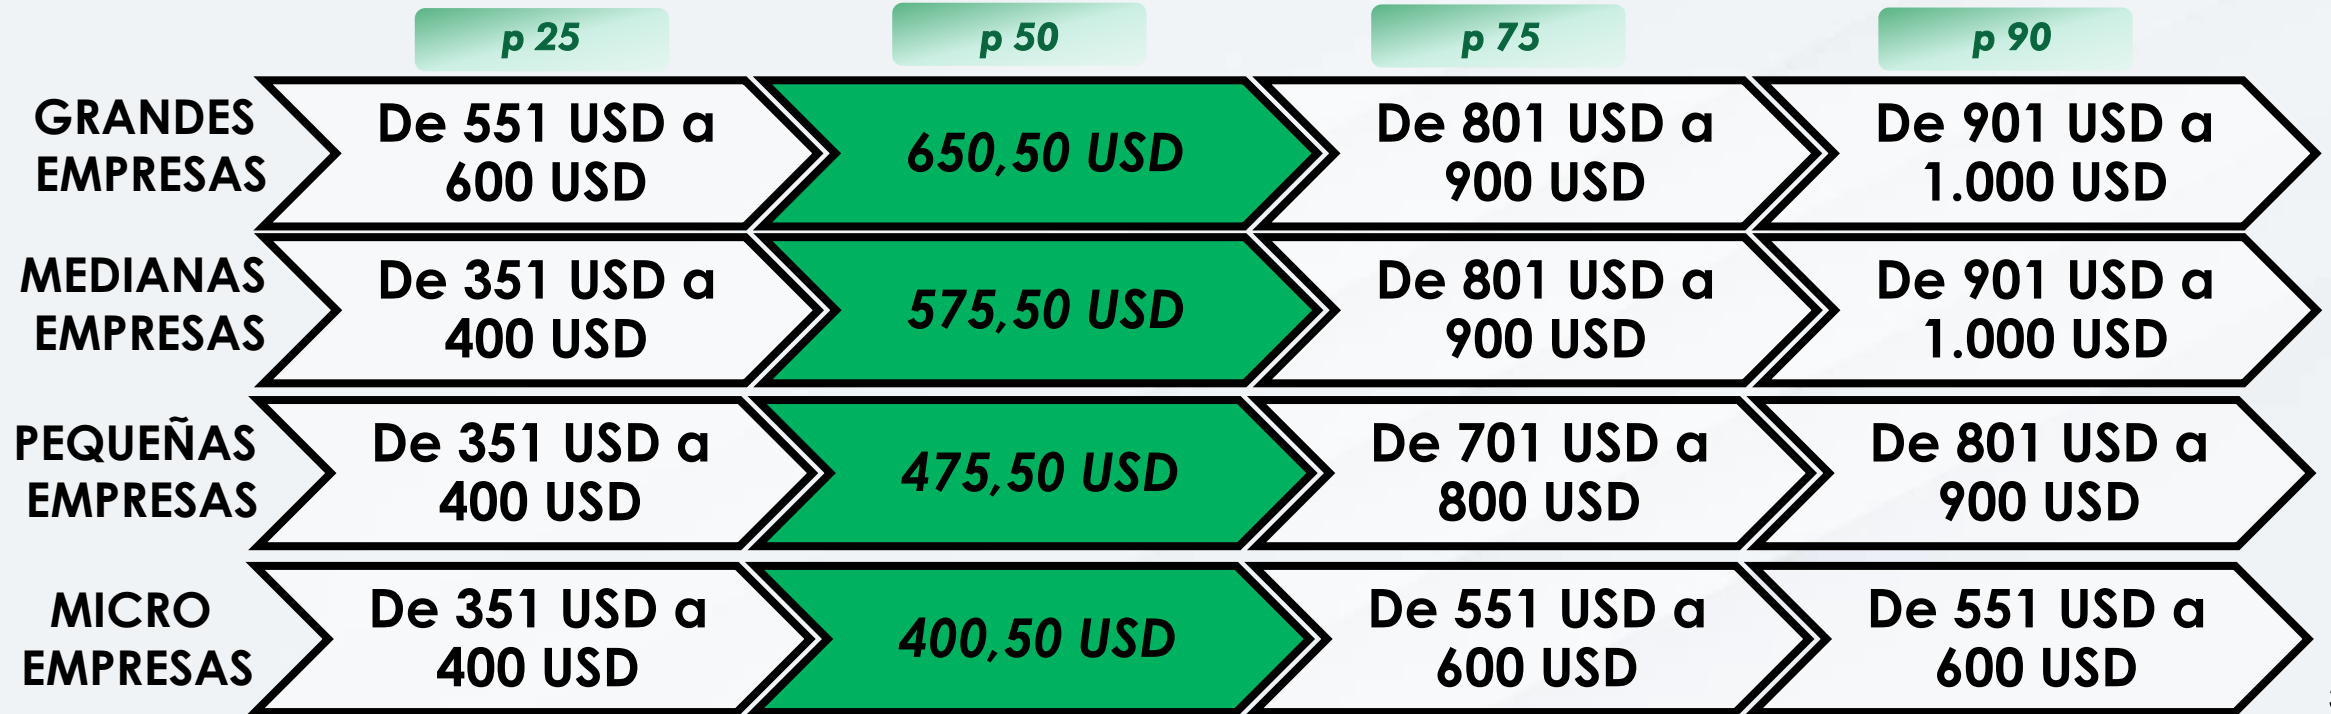 p 25
p 50
p 75
p 90
GRANDES
EMPRESAS
De 551 USD a
600 USD
650,50 USD
De 801 USD a
900 USD
De 901 USD a
1.000 USD
MEDIANAS
EMPRESAS
De 351 USD a
400 USD
575,50 USD
De 801 USD a
900 USD
De 901 USD a
1.000 USD
PEQUEÑAS
EMPRESAS
De 351 USD a
400 USD
475,50 USD
De 701 USD a
800 USD
De 801 USD a
900 USD
MICRO
EMPRESAS
De 351 USD a
400 USD
400,50 USD
De 551 USD a
600 USD
De 551 USD a
600 USD